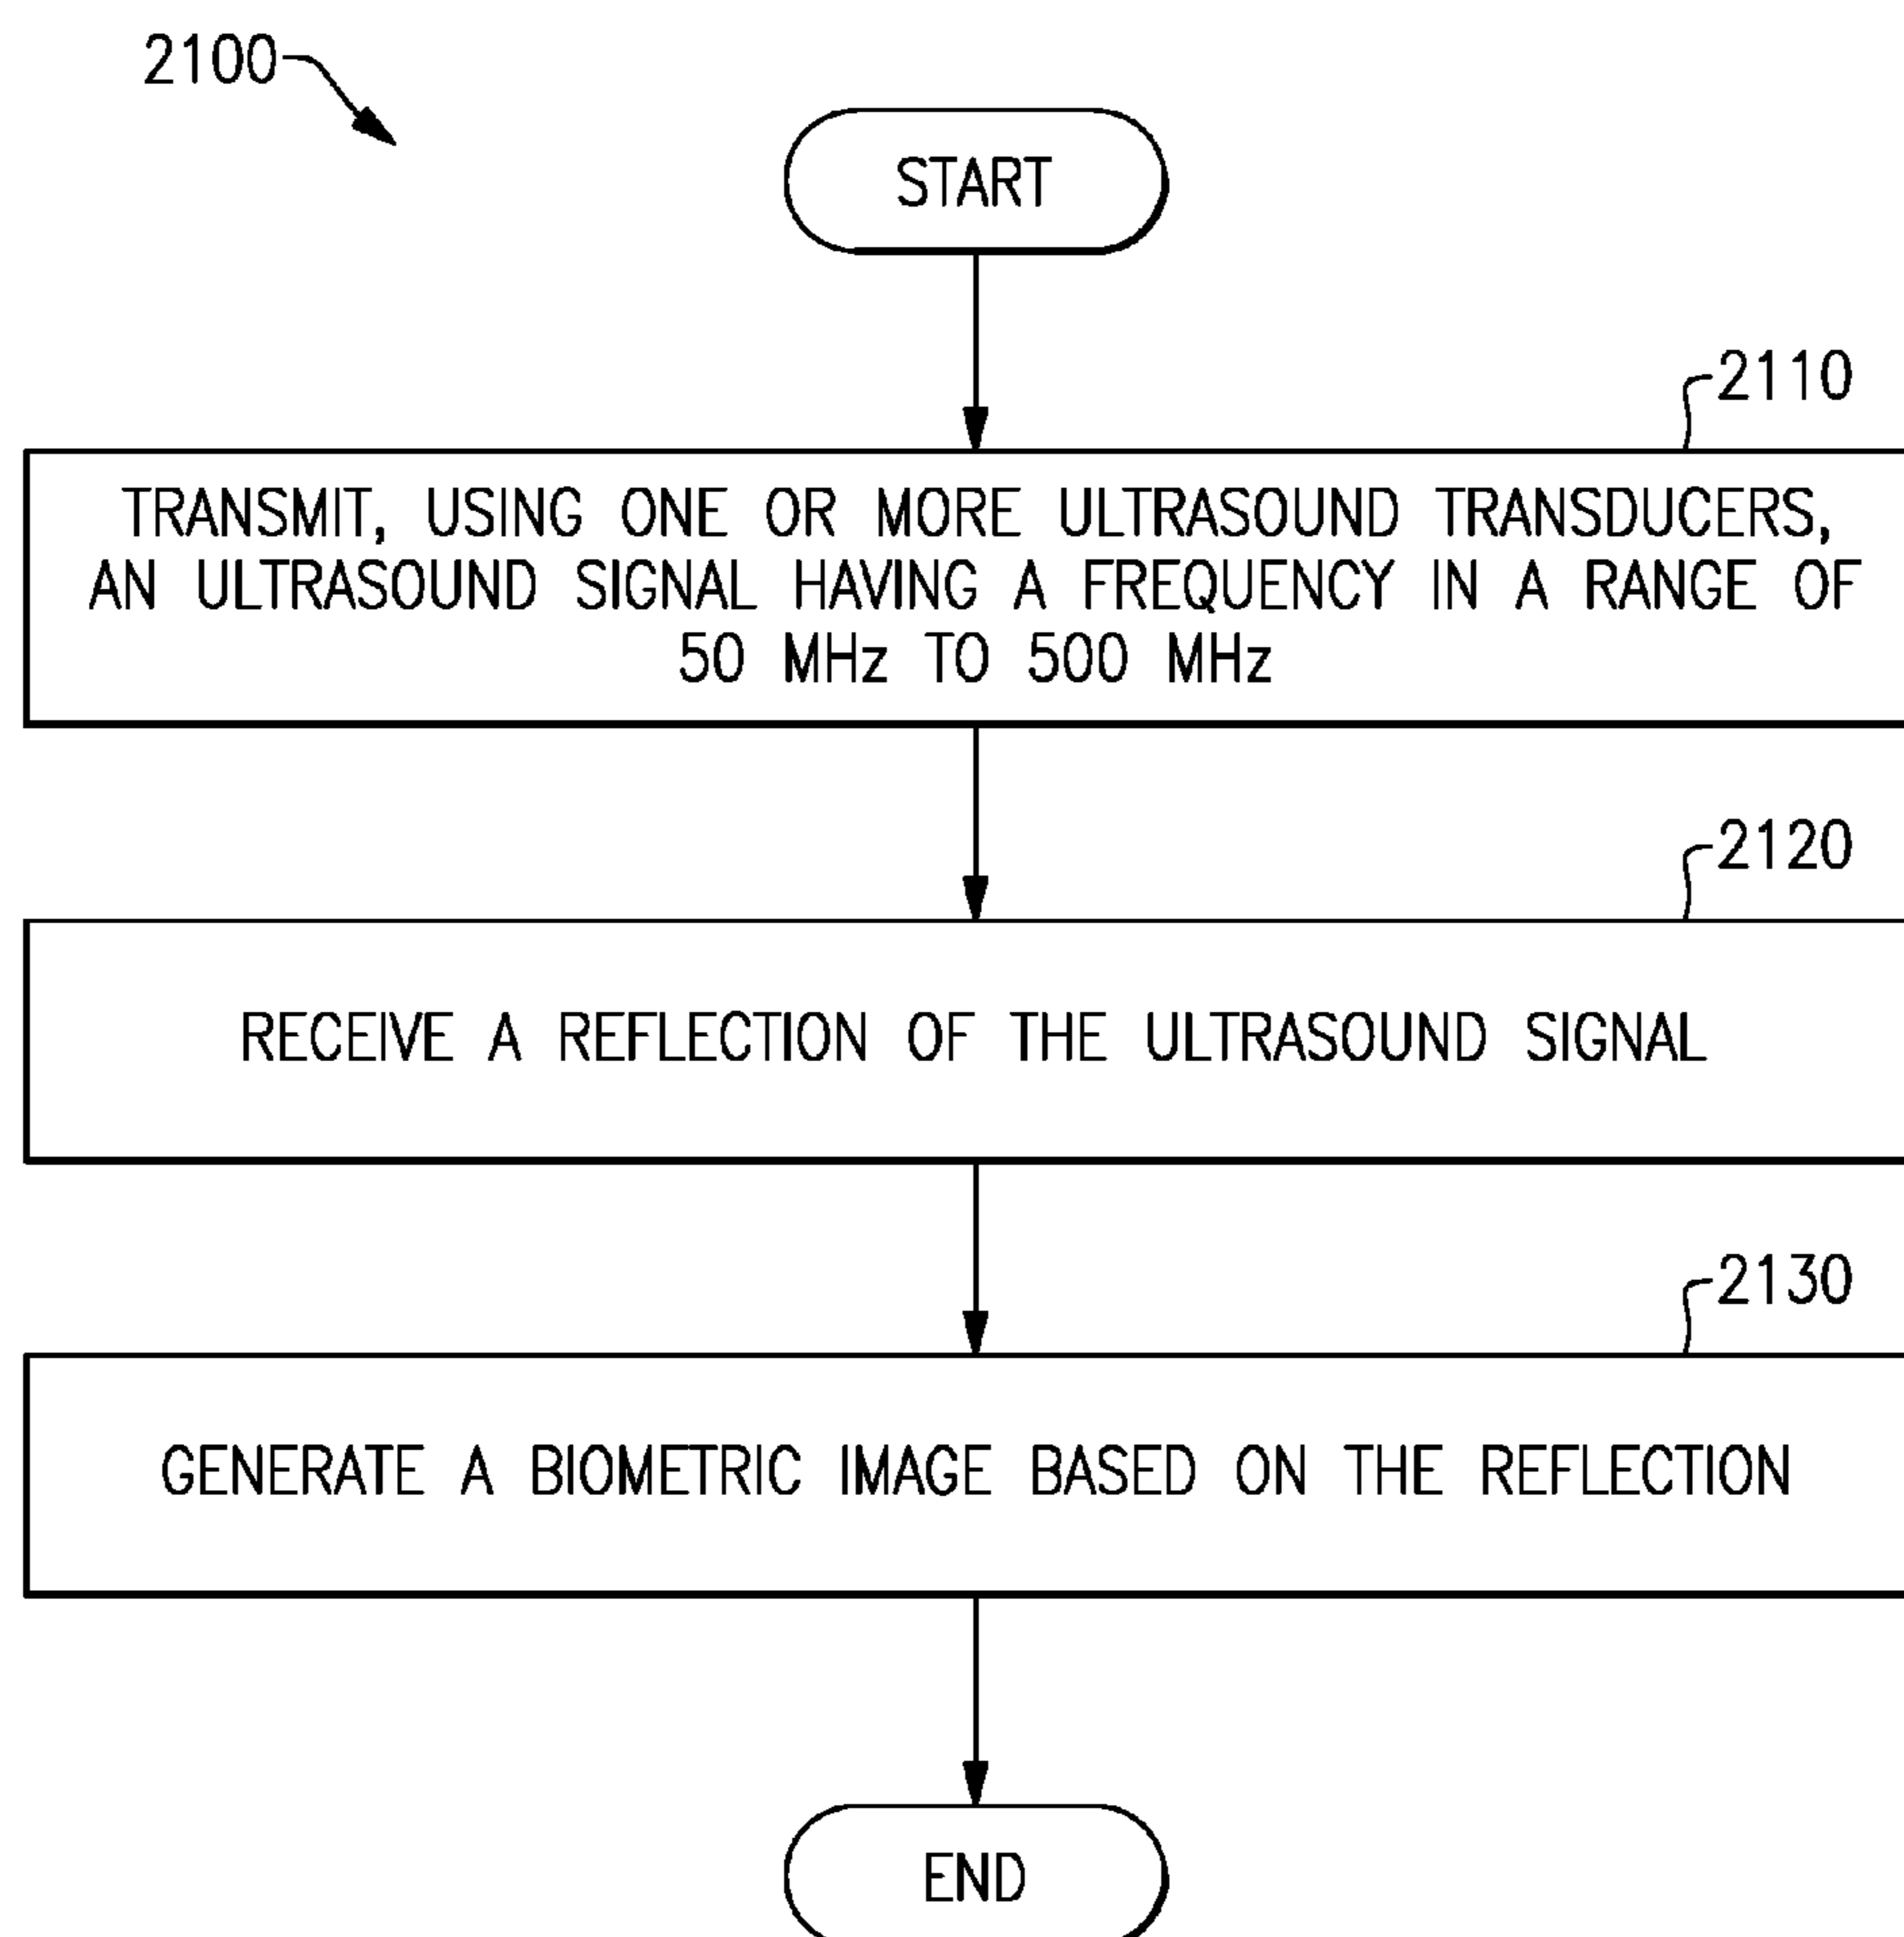 2100
START
2110
TRANSMIT, USING ONE OR MORE ULTRASOUND TRANSDUCERS,
AN ULTRASOUND SIGNAL HAVING A FREQUENCY IN A RANGE OF
50 MHz TO 500 MHz
2120
RECEIVE A REFLECTION OF THE ULTRASOUND SIGNAL
2130
GENERATE A BIOMETRIC IMAGE BASED ON THE REFLECTION
END